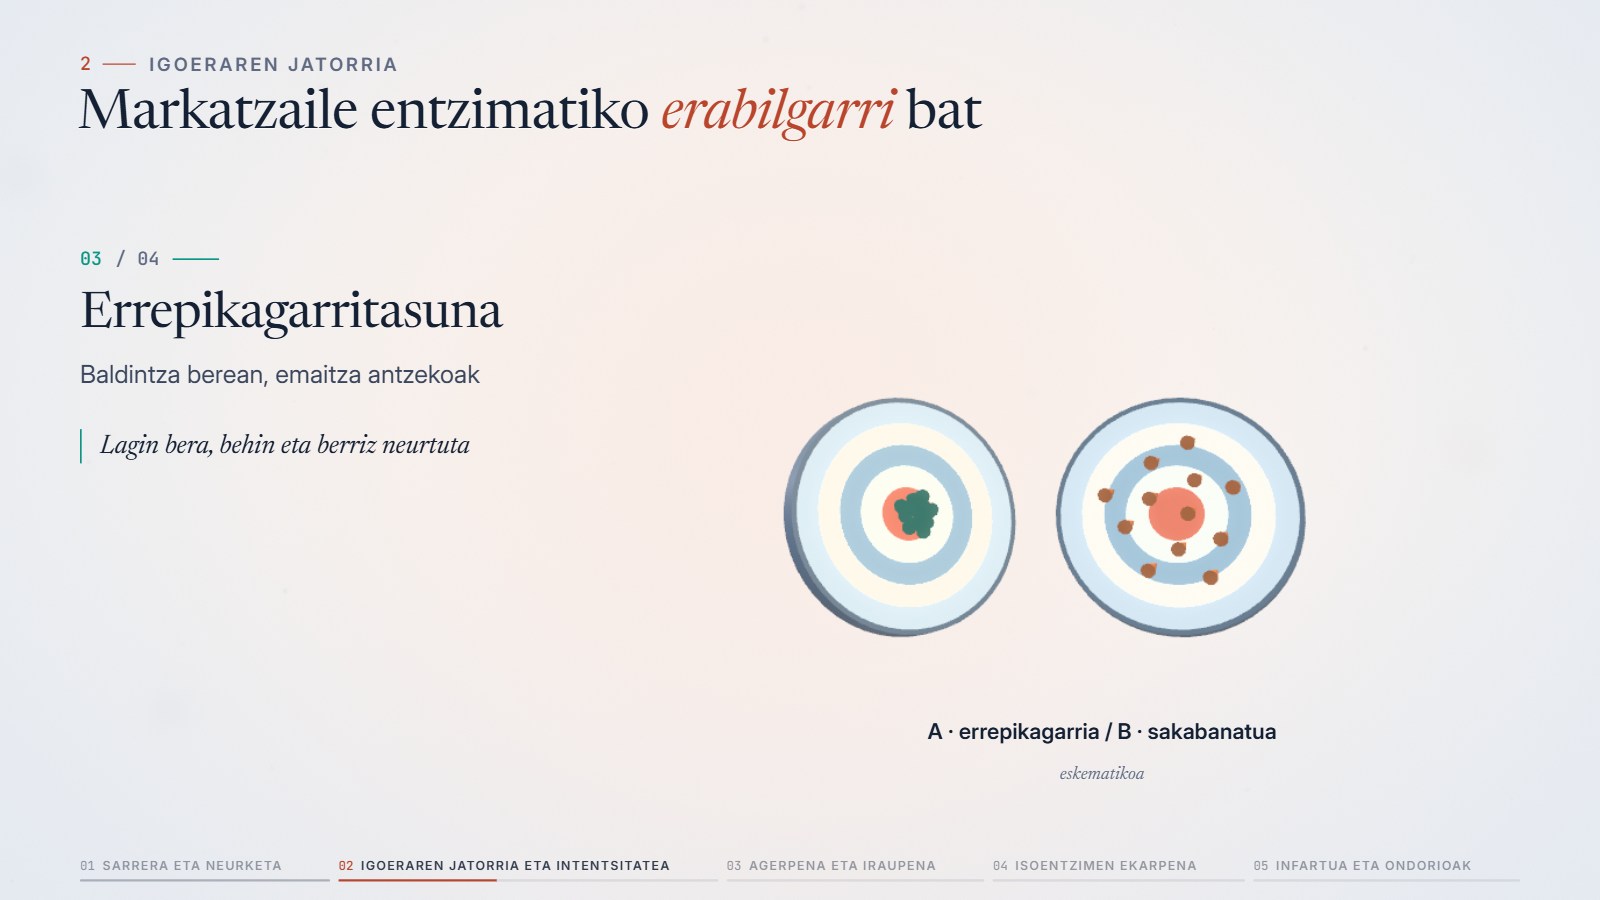 2 — IGOERAREN JATORRIA
Markatzaile entzimatiko erabilgarri bat
03 / 04
Errepikagarritasuna
Baldintza berean, emaitza antzekoak
Lagin bera, behin eta berriz neurtuta
A · errepikagarria / B · sakabanatua
eskematikoa
01 SARRERA ETA NEURKETA
02 IGOERAREN JATORRIA ETA INTENTSITATEA
03 AGERPENA ETA IRAUPENA
04 ISOENTZIMEN EKARPENA
05 INFARTUA ETA ONDORIOAK